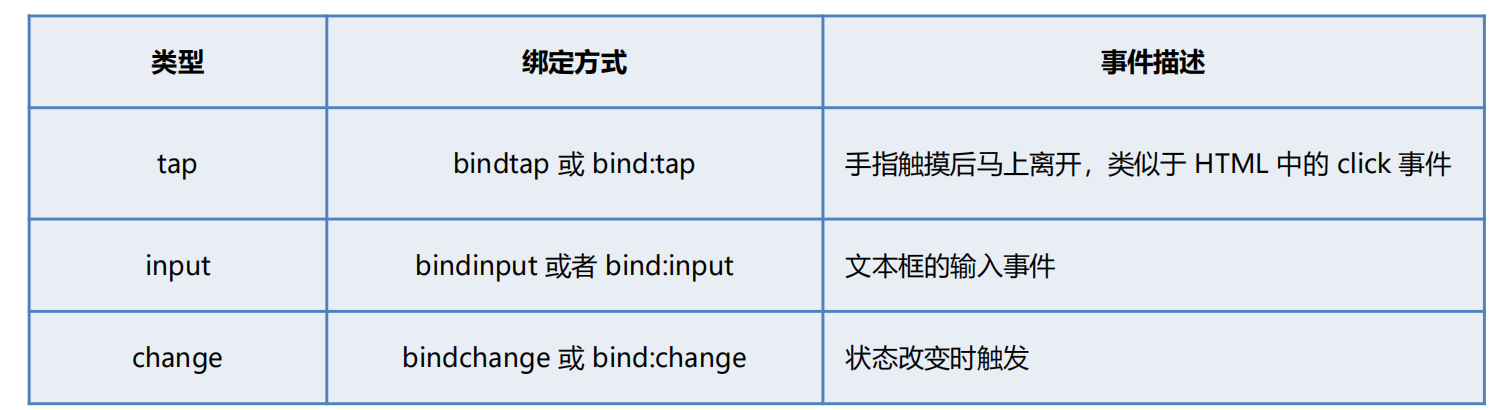 类型 绑定方式 事件描述
tap bindtap 或 bind:tap 手指触摸后马上离开，类似于 HTML 中的 click 事件
input bindinput 或者 bind:input 文本框的输入事件
change bindchange 或 bind:change 状态改变时触发